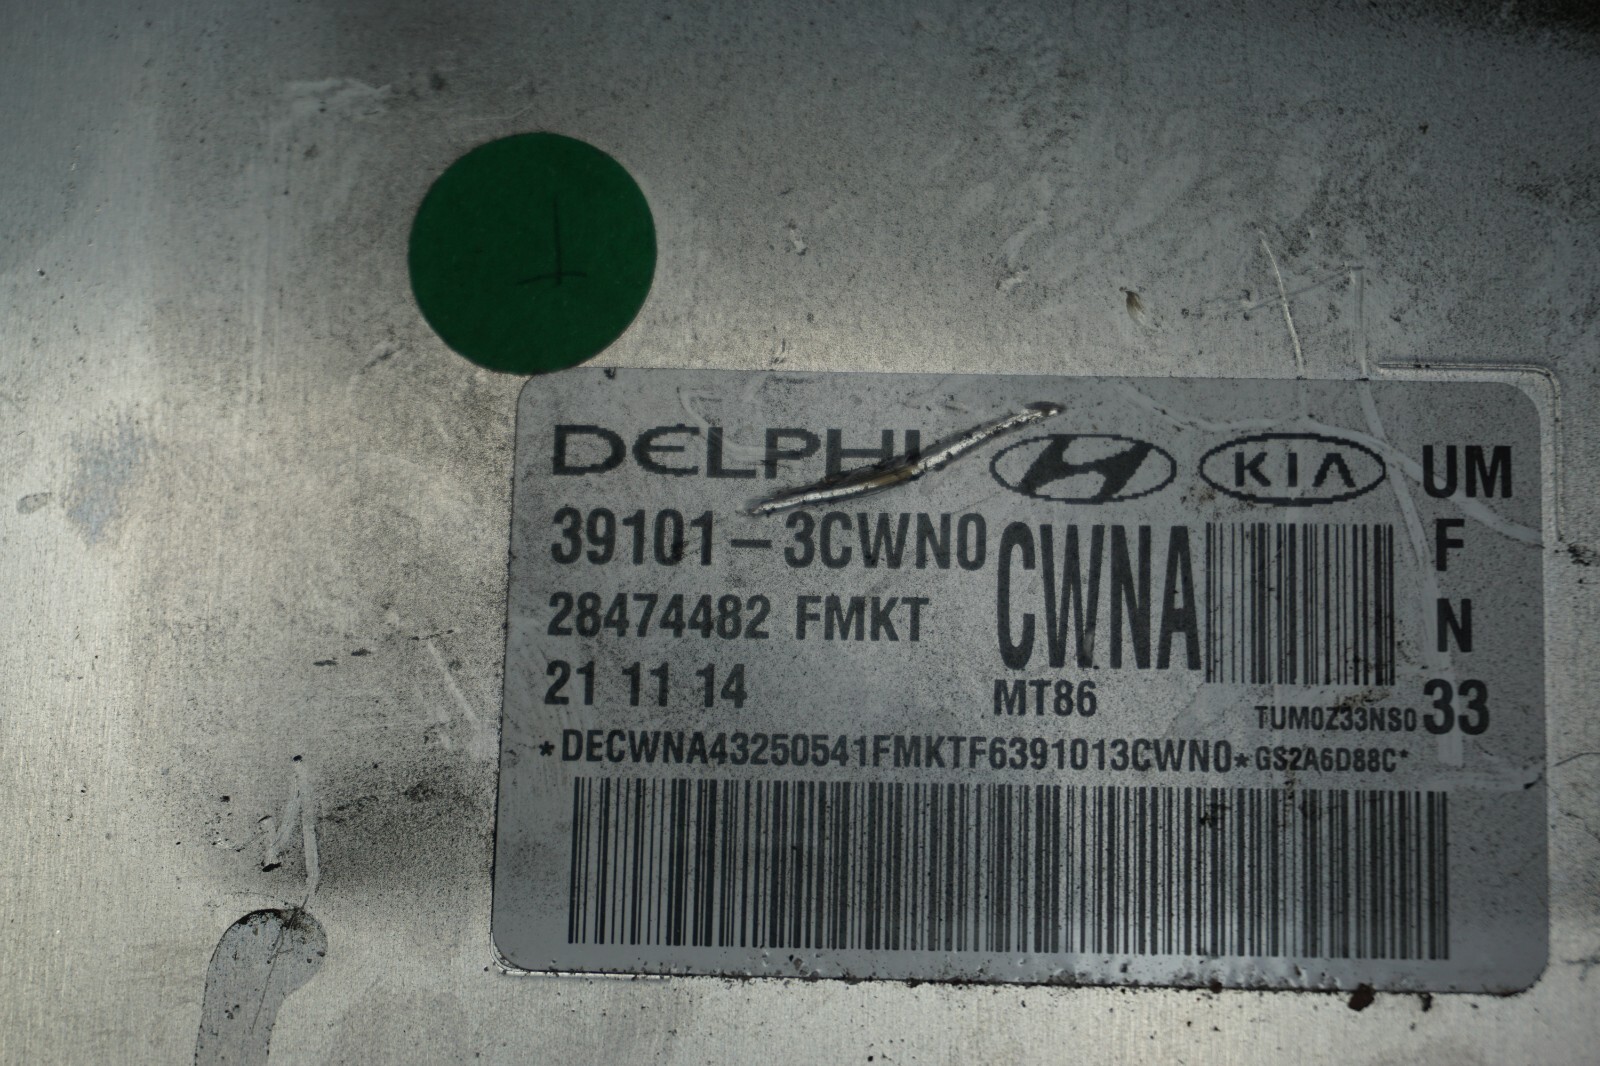 DELPHI KIA UM
39101-3CWN0 CWNA F
28474482 FMKT N
21 11 14 MT86 TUM0Z33NS0 33
*DECWNA43250541FMKTF6391013CWN0*GS2A6D88C*